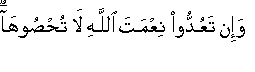 وَإِن تَعُدُّوا۟ نِعْمَتَ ٱللَّهِ لَا تُحْصُوهَآ ۗ